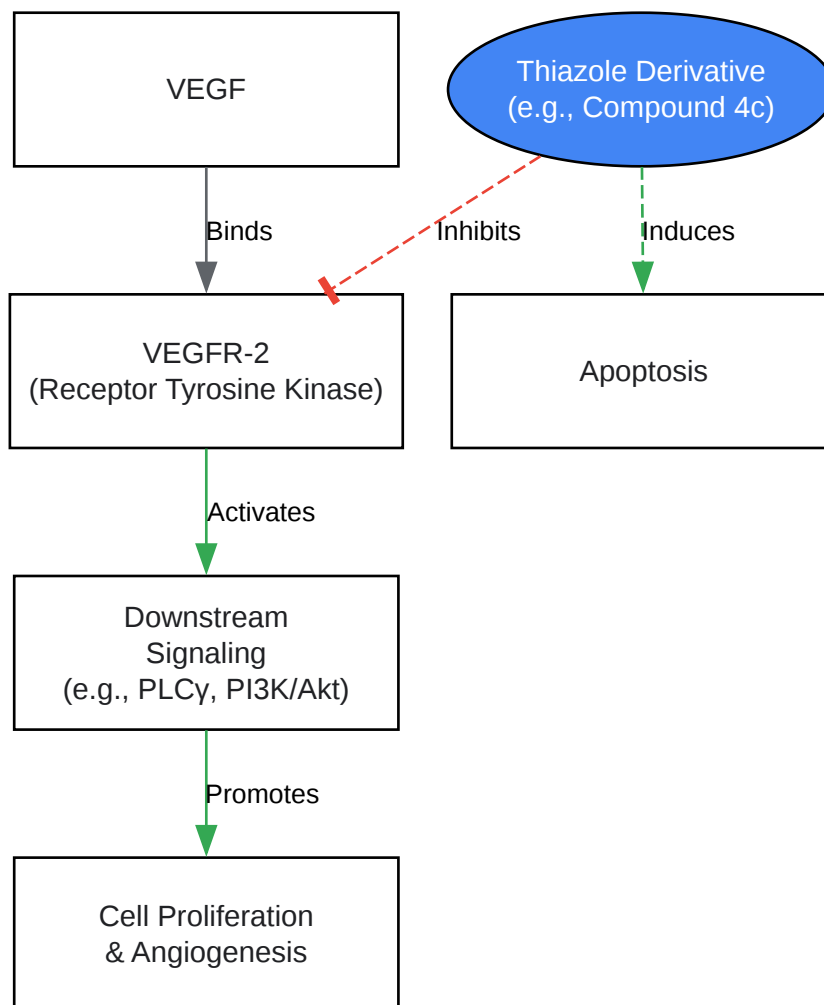 VEGF
Thiazole Derivative
(e.g., Compound 4c)
Binds
Inhibits
Induces
VEGFR-2
(Receptor Tyrosine Kinase)
Apoptosis
Activates
Downstream
Signaling
(e.g., PLCγ, PI3K/Akt)
Promotes
Cell Proliferation
& Angiogenesis